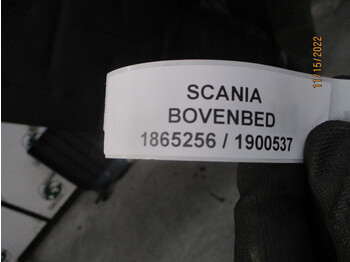 11/15/2022
SCANIA
BOVENBED
1865256 / 1900537